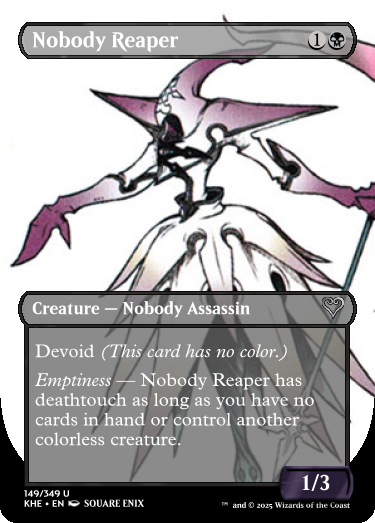 Nobody Reaper 1
Creature — Nobody Assassin
Devoid (This card has no color.)
Emptiness — Nobody Reaper has
deathtouch as long as you have no
cards in hand or control another
colorless creature.
1/3
149/349 U
KHE • EN SQUARE ENIX
™ and © 2025 Wizards of the Coast